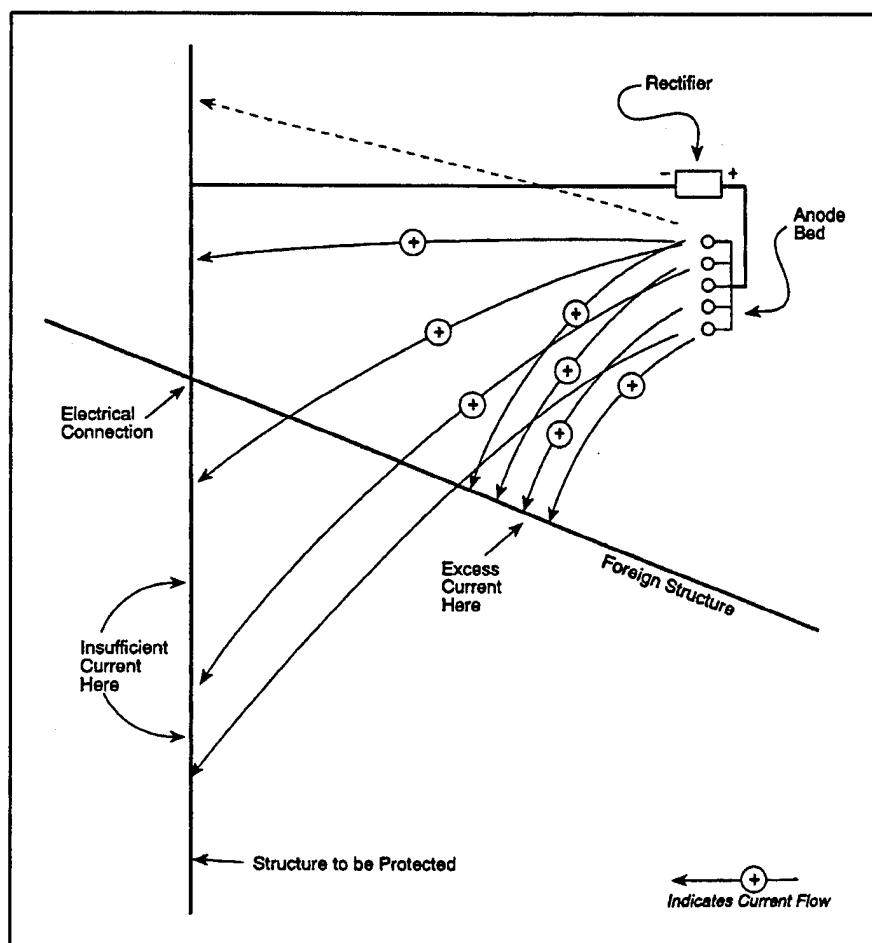 Rectifier
−
+
Anode
Bed
+
+
+
+
+
+
+
Electrical
Connection
Excess
Current
Here
Foreign Structure
Insufficient
Current
Here
Structure to be Protected
+
Indicates Current Flow